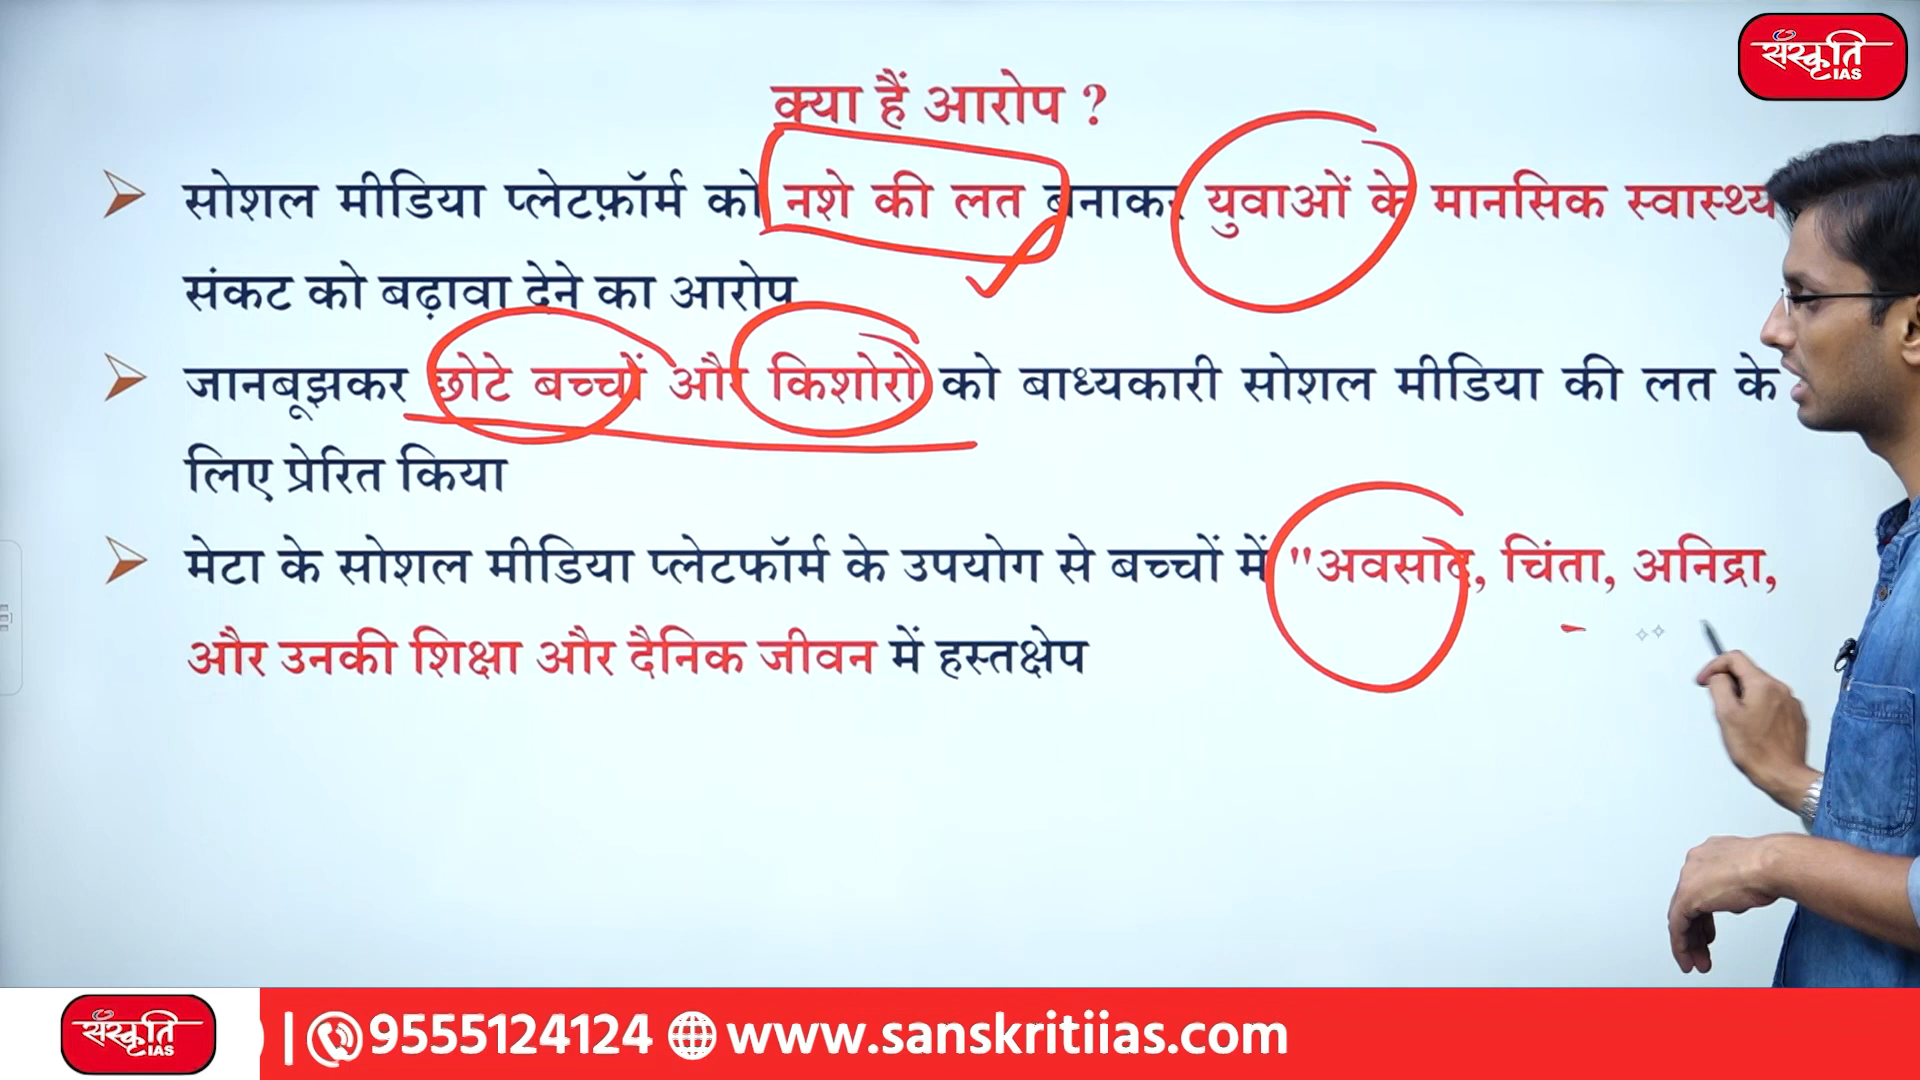 संस्कृति
IAS
क्या हैं आरोप ?
सोशल मीडिया प्लेटफ़ॉर्म को नशे की लत बनाकर युवाओं के मानसिक स्वास्थ्य
संकट को बढ़ावा देने का आरोप
जानबूझकर छोटे बच्चों और किशोरो को बाध्यकारी सोशल मीडिया की लत के
लिए प्रेरित किया
मेटा के सोशल मीडिया प्लेटफॉर्म के उपयोग से बच्चों में "अवसाद, चिंता, अनिद्रा,
और उनकी शिक्षा और दैनिक जीवन में हस्तक्षेप
संस्कृति
IAS
| 9555124124 www.sanskritiias.com